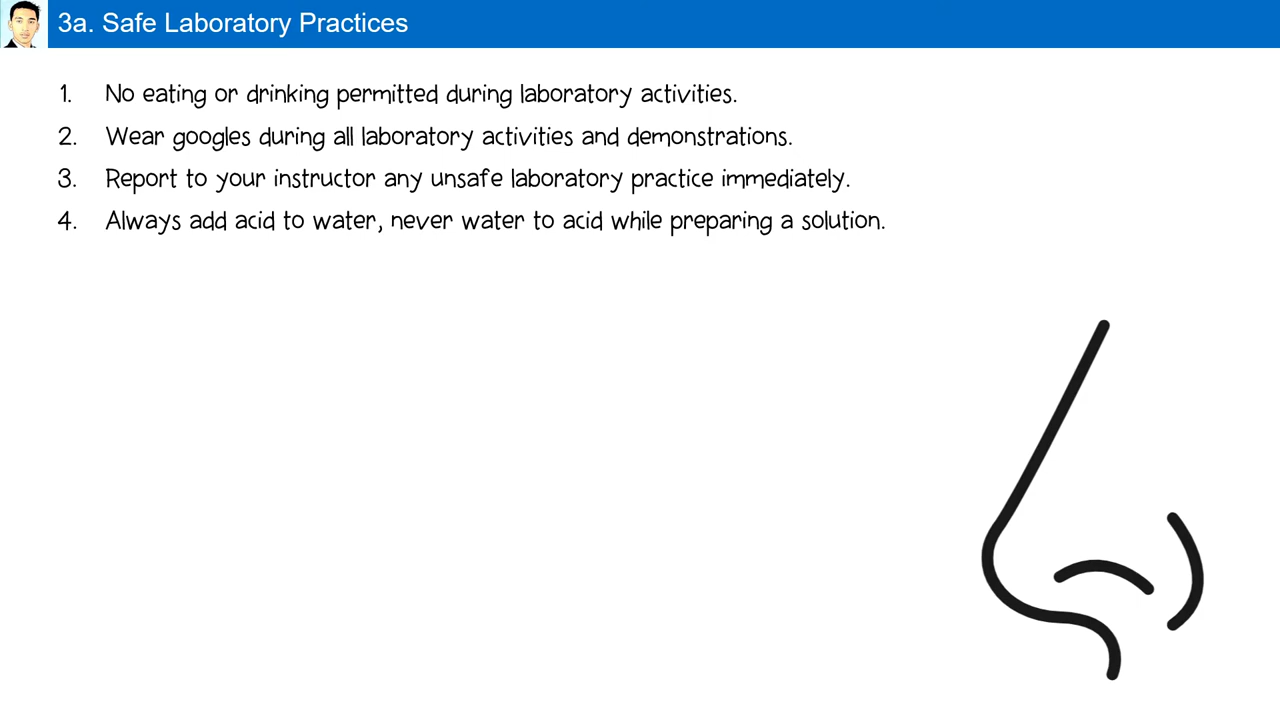 3a. Safe Laboratory Practices
1. No eating or drinking permitted during laboratory activities.
2. Wear googles during all laboratory activities and demonstrations.
3. Report to your instructor any unsafe laboratory practice immediately.
4. Always add acid to water, never water to acid while preparing a solution.